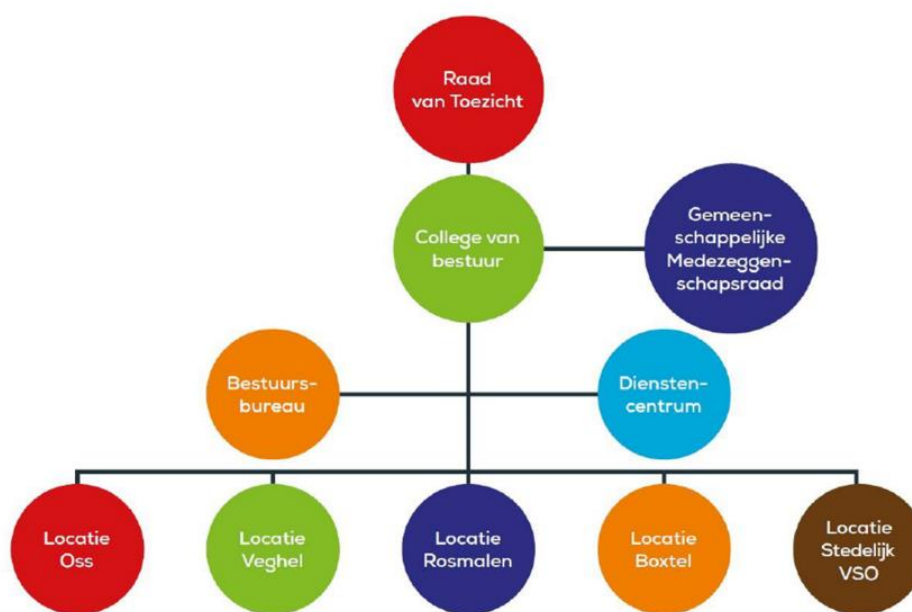 Raad
van Toezicht
College van
bestuur
Gemeen-
schappelijke
Medezeggen-
schapsraad
Bestuurs-
bureau
Diensten-
centrum
Locatie
Oss
Locatie
Veghel
Locatie
Rosmalen
Locatie
Boxtel
Locatie
Stedelijk
VSO